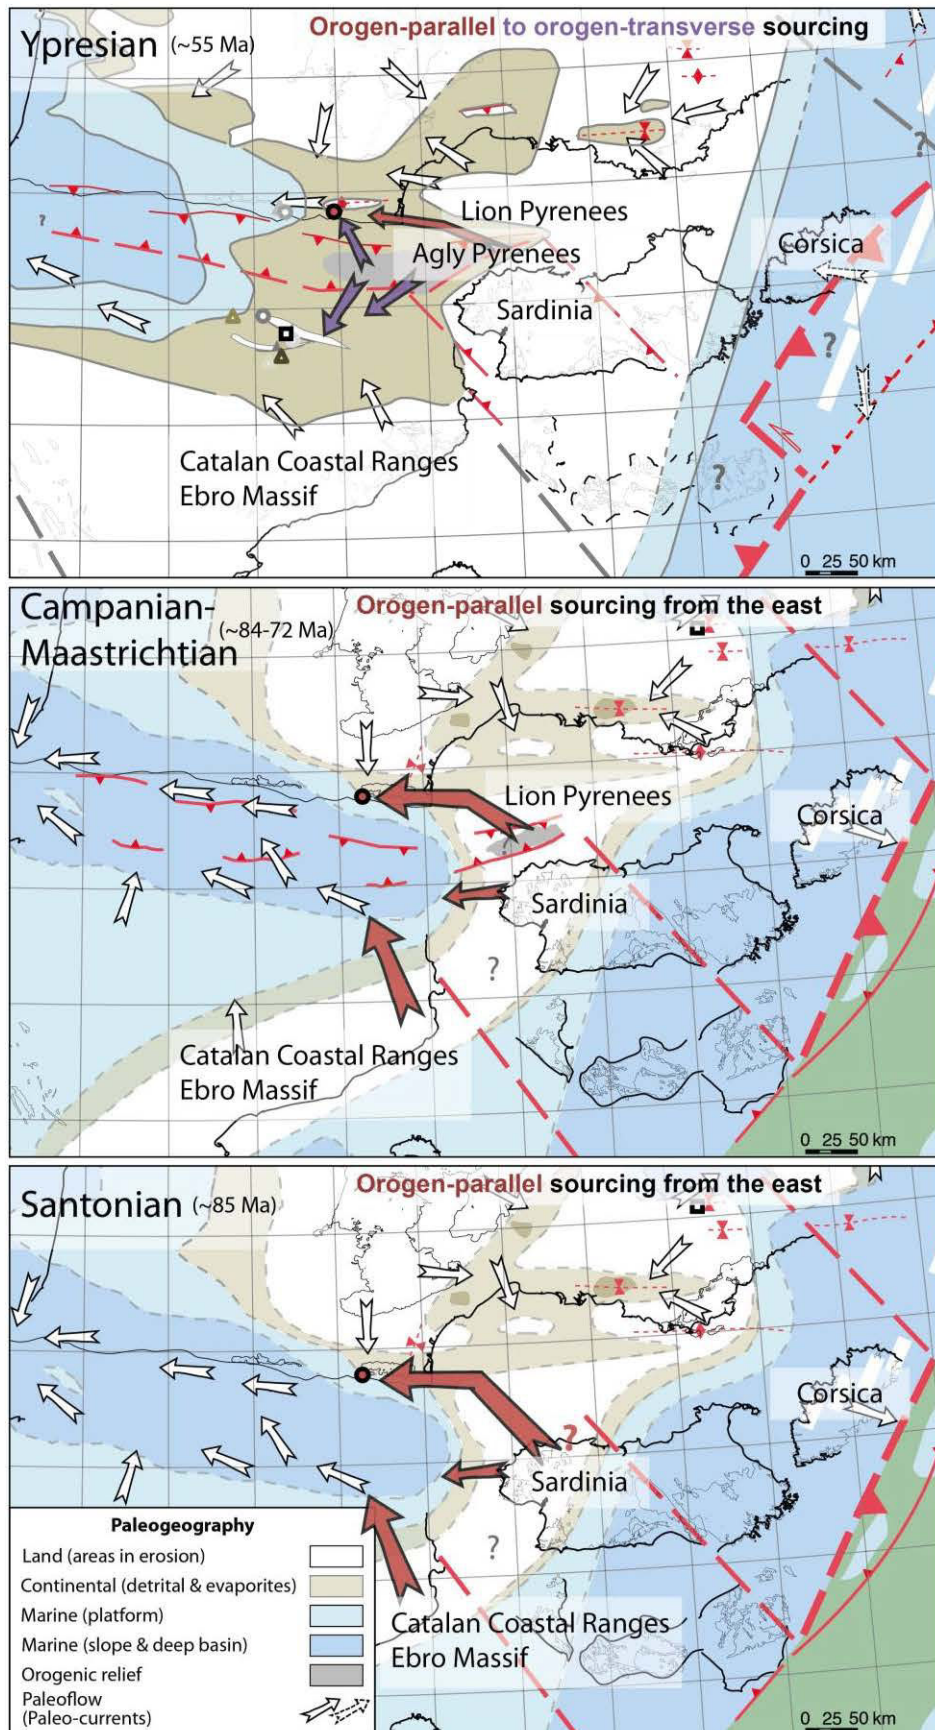 Ypresian (~55 Ma)
Orogen-parallel to orogen-transverse sourcing
?
Lion Pyrenees
?
Agly Pyrenees
Corsica
Sardinia
?
?
Catalan Coastal Ranges
Ebro Massif
0 25 50 km
Campanian-
Maastrichtian
(~84-72 Ma)
Orogen-parallel sourcing from the east
Lion Pyrenees
Corsica
?
Sardinia
?
Catalan Coastal Ranges
Ebro Massif
0 25 50 km
Santonian (~85 Ma)
Orogen-parallel sourcing from the east
Corsica
?
Sardinia
?
Catalan Coastal Ranges
Ebro Massif
0 25 50 km
Paleogeography
Land (areas in erosion)
Continental (detrital & evaporites)
Marine (platform)
Marine (slope & deep basin)
Orogenic relief
Paleoflow
(Paleo-currents)